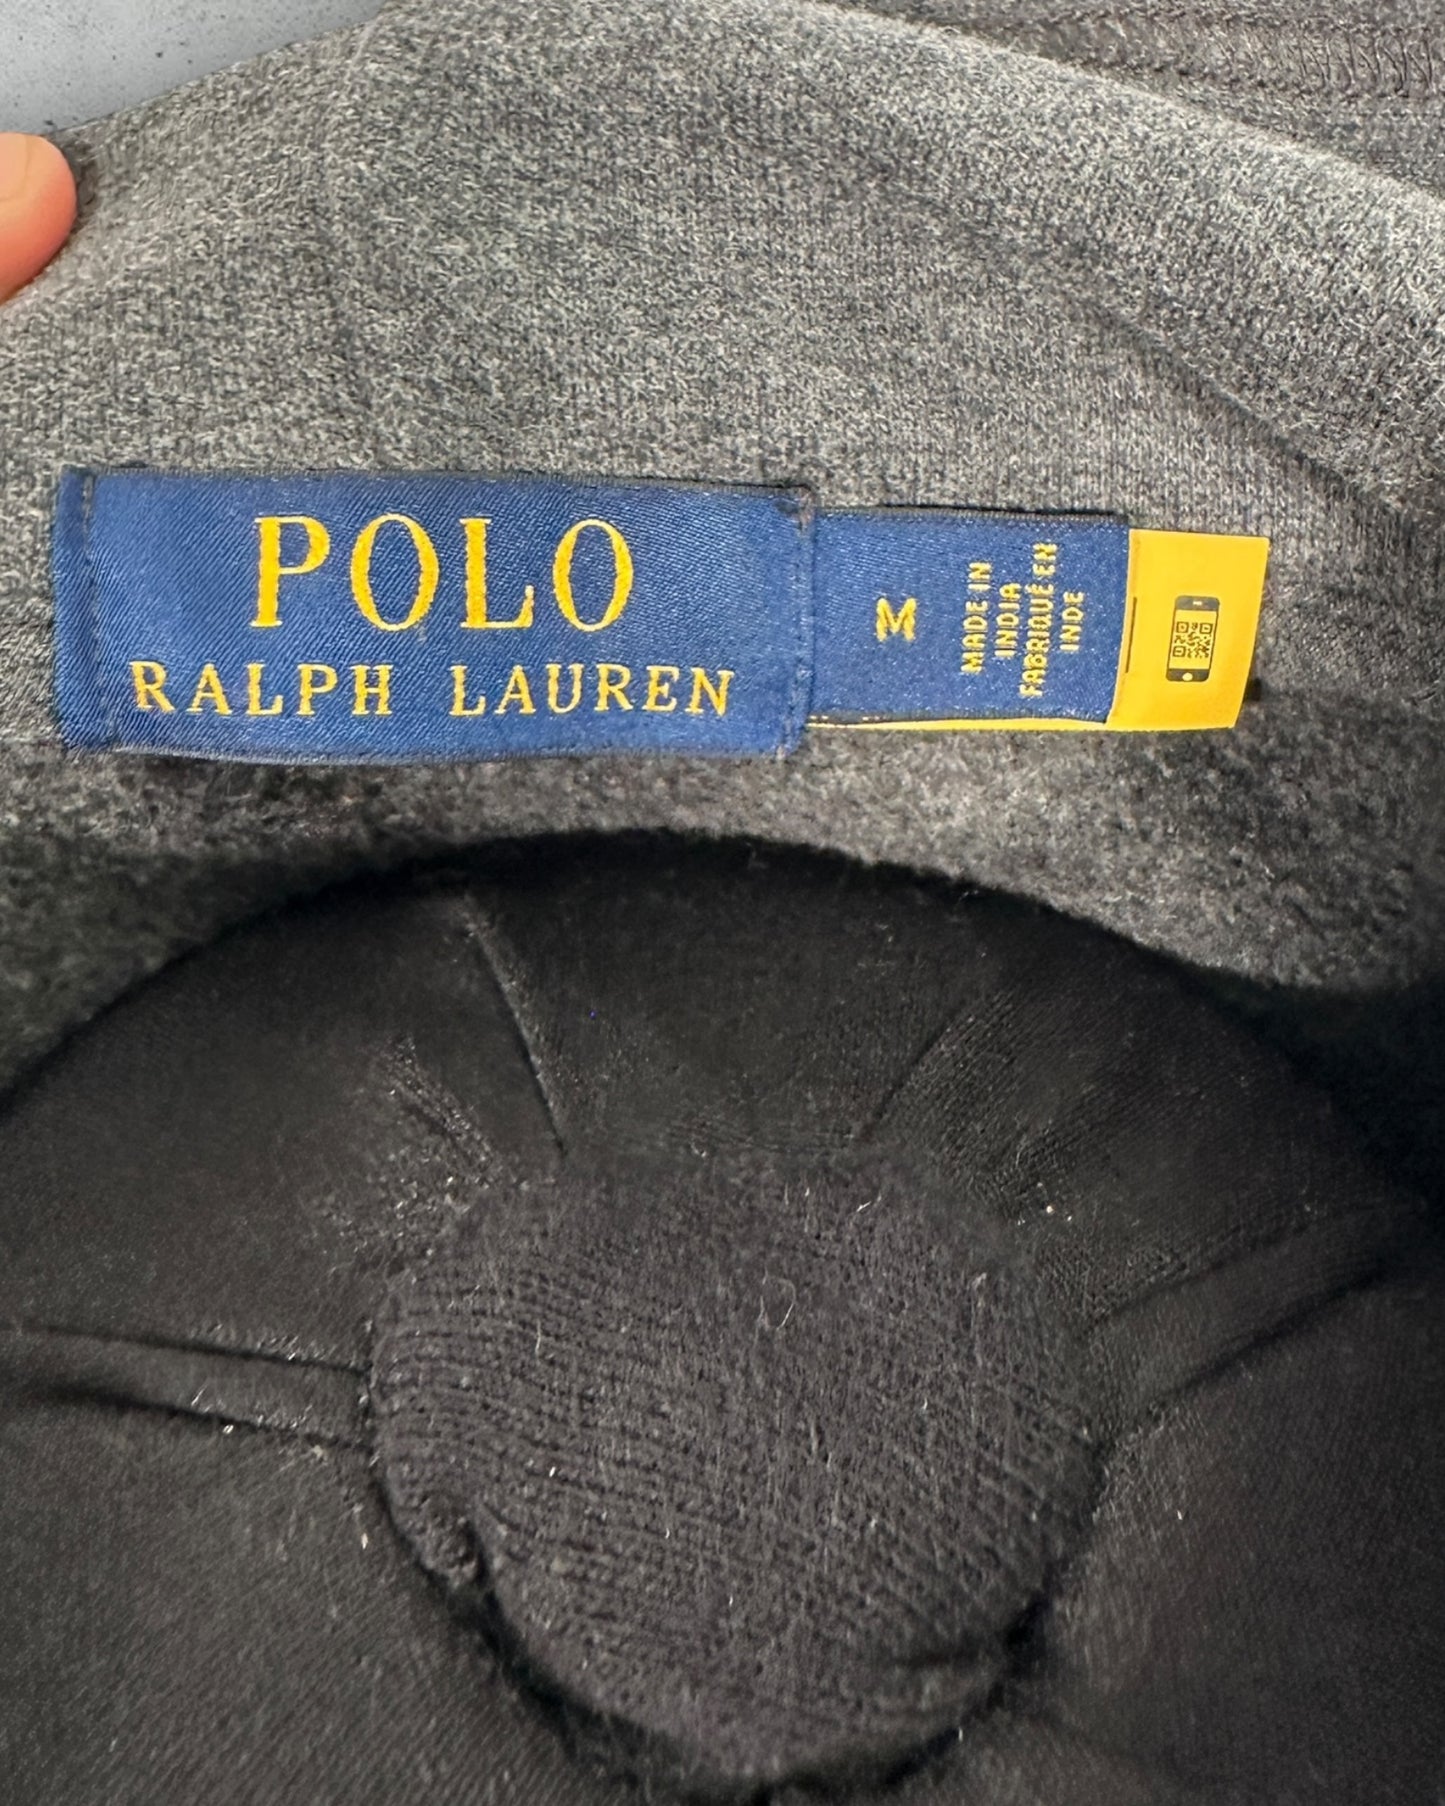 POLO
RALPH LAUREN
M
MADE IN
INDIA
FABRIQUÉ EN
INDE